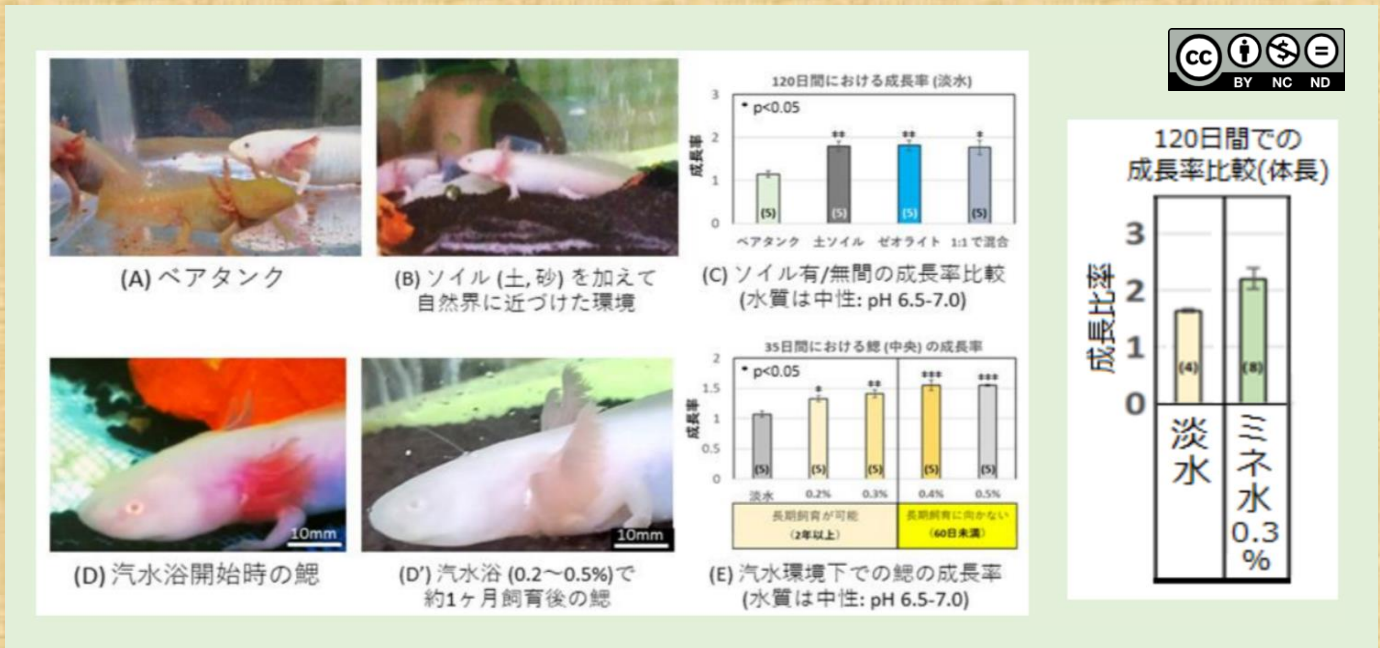 cc
BY NC ND
(A) ベアタンク
(B) ソイル (土, 砂) を加えて
自然界に近づけた環境
120日間における成長率 (淡水)
* p<0.05
成長率
3
2
1
0
**
**
*
(5)
(5)
(5)
(5)
ベアタンク 土ソイル ゼオライト 1:1 で混合
(C) ソイル有/無間の成長率比較
(水質は中性: pH 6.5-7.0)
10mm
(D) 汽水浴開始時の鰓
10mm
(D') 汽水浴 (0.2～0.5%)で
約1ヶ月飼育後の鰓
35日間における鰓 (中央) の成長率
* p<0.05
成長率
2
1.5
1
0.5
0
*
**
***
***
(5)
(5)
(5)
(5)
(5)
淡水 0.2% 0.3% 0.4% 0.5%
長期飼育が可能
(2年以上)
長期飼育に向かない
(60日未満)
(E) 汽水環境下での鰓の成長率
(水質は中性: pH 6.5-7.0)
120日間での
成長率比較(体長)
成長比率
3
2
1
0
(4)
(8)
淡水
ミネ水0.3%